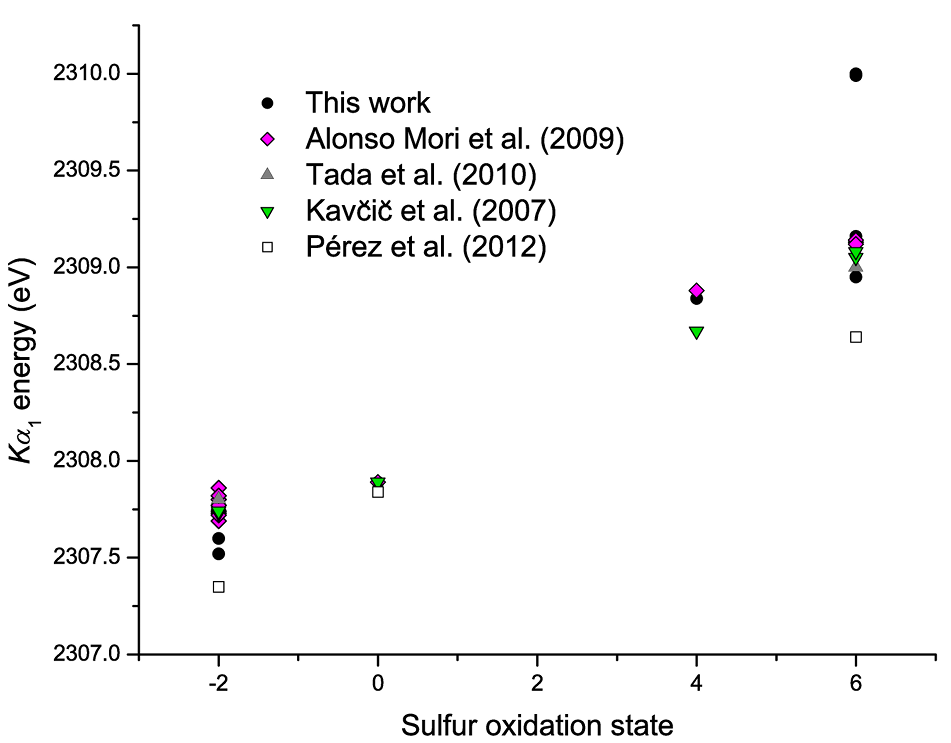 2310.0
2309.5
2309.0
2308.5
2308.0
2307.5
2307.0
Kα1 energy (eV)
This work
Alonso Mori et al. (2009)
Tada et al. (2010)
Kavčič et al. (2007)
Pérez et al. (2012)
-2 0 2 4 6
Sulfur oxidation state